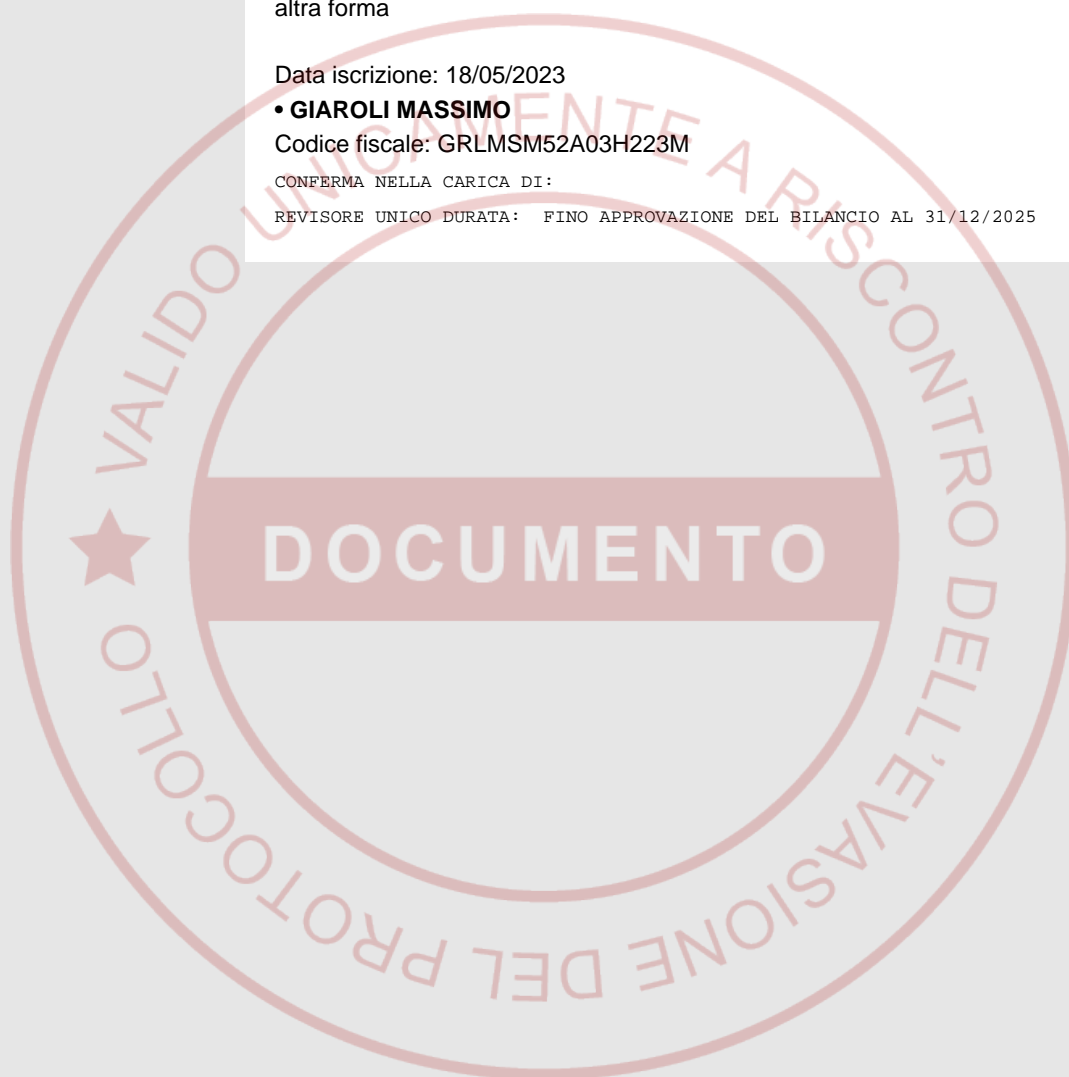 altra forma
Data iscrizione: 18/05/2023
• GIAROLI MASSIMO
Codice fiscale: GRLMSM52A03H223M
CONFERMA NELLA CARICA DI:
REVISORE UNICO DURATA: FINO APPROVAZIONE DEL BILANCIO AL 31/12/2025
★ VALIDO UNICAMENTE A RISCONTRO DELL'EVASIONE DEL PROTOCOLLO
DOCUMENTO